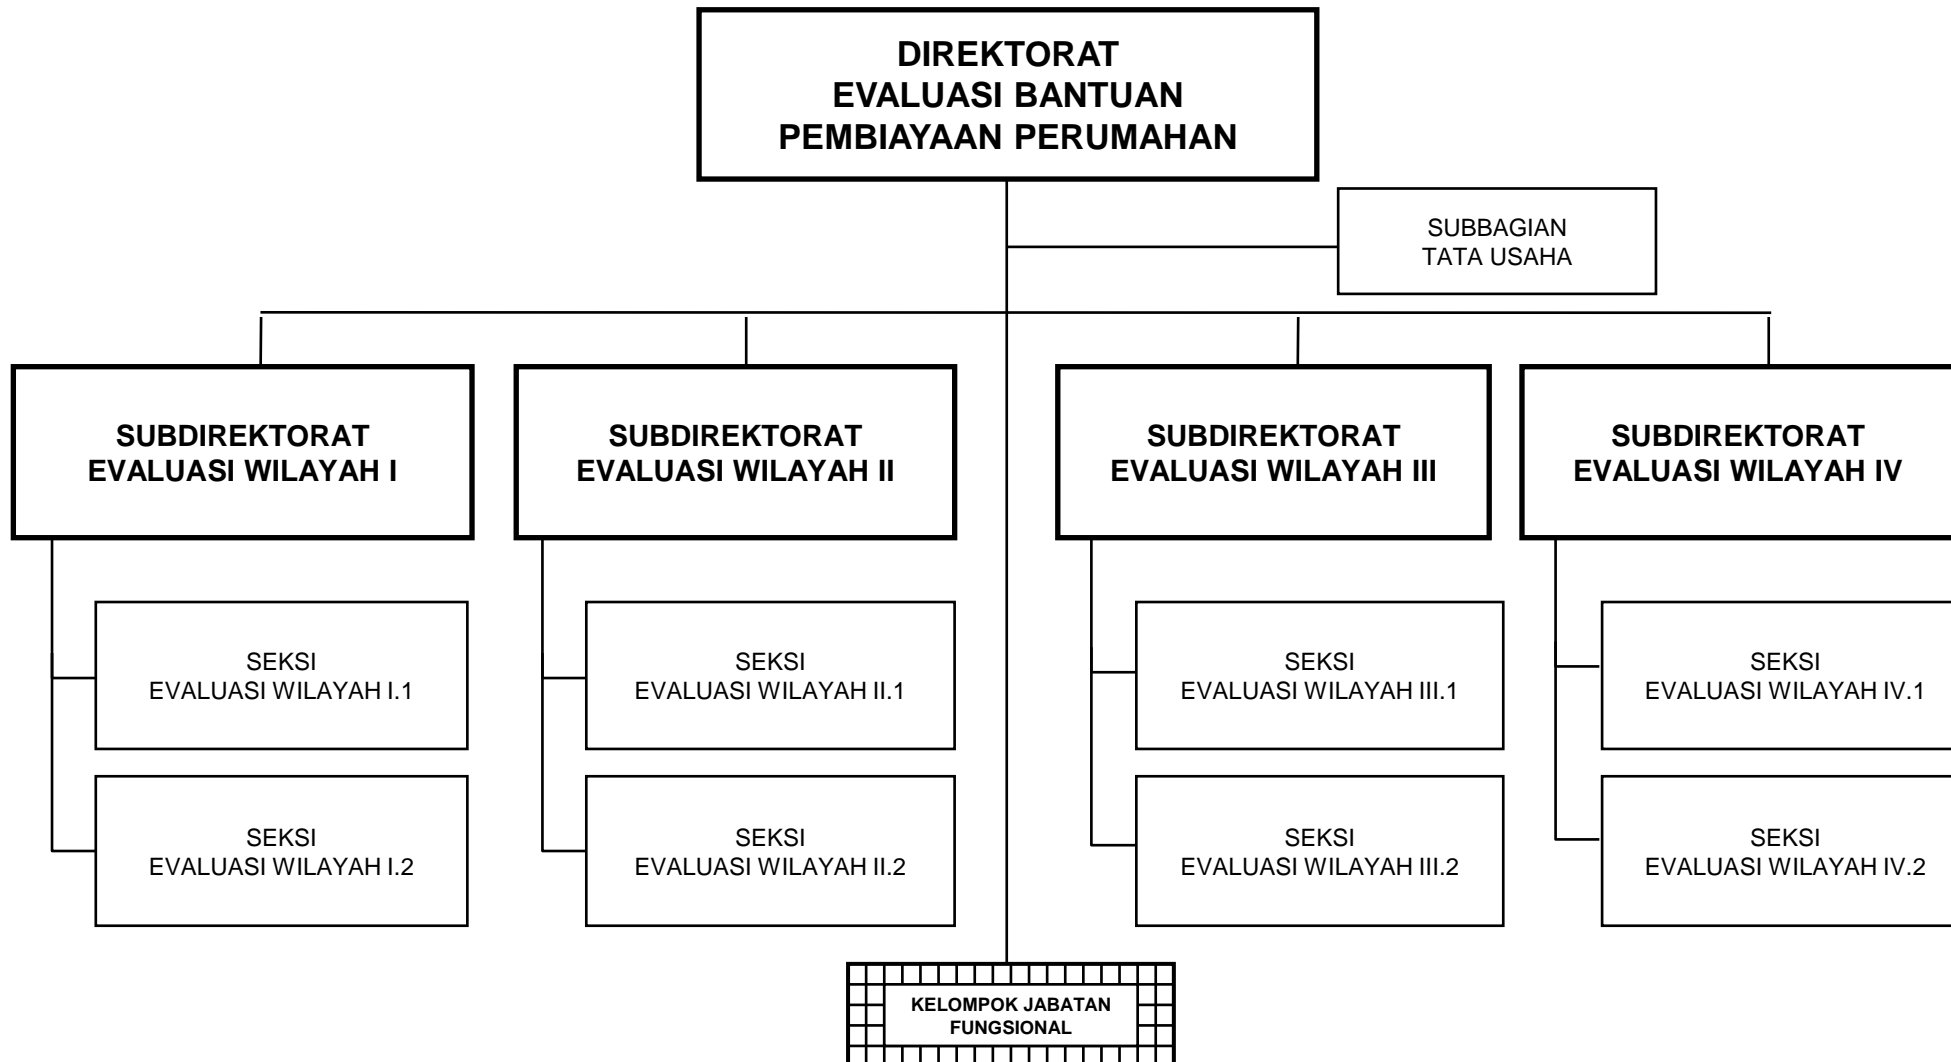 DIREKTORAT
EVALUASI BANTUAN
PEMBIAYAAN PERUMAHAN
SUBBAGIAN
TATA USAHA
SUBDIREKTORAT
EVALUASI WILAYAH I
SUBDIREKTORAT
EVALUASI WILAYAH II
SUBDIREKTORAT
EVALUASI WILAYAH III
SUBDIREKTORAT
EVALUASI WILAYAH IV
SEKSI
EVALUASI WILAYAH I.1
SEKSI
EVALUASI WILAYAH II.1
SEKSI
EVALUASI WILAYAH III.1
SEKSI
EVALUASI WILAYAH IV.1
SEKSI
EVALUASI WILAYAH I.2
SEKSI
EVALUASI WILAYAH II.2
SEKSI
EVALUASI WILAYAH III.2
SEKSI
EVALUASI WILAYAH IV.2
KELOMPOK JABATAN
FUNGSIONAL